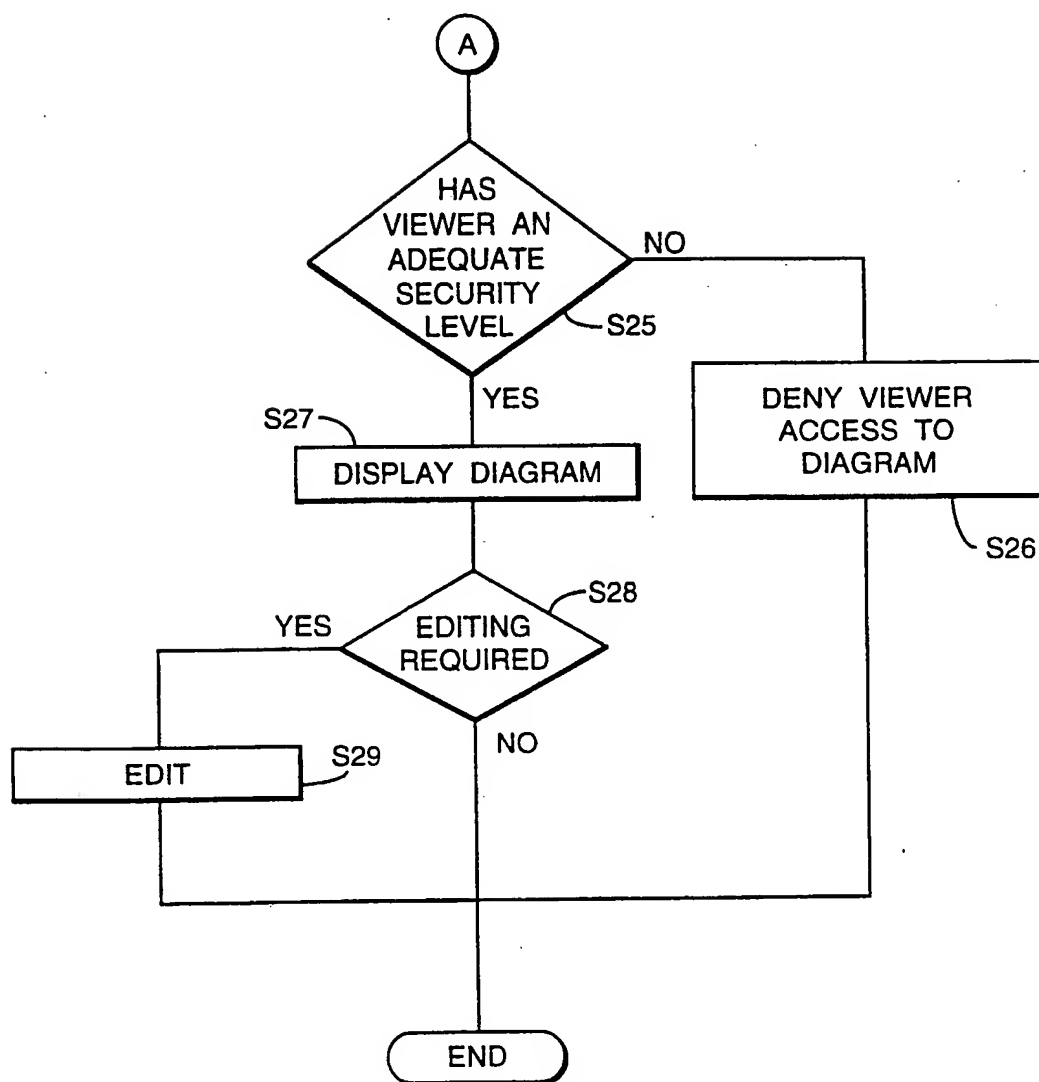 A
HAS
VIEWER AN
ADEQUATE
SECURITY
LEVEL
NO
S25
YES
DENY VIEWER
ACCESS TO
DIAGRAM
S27
DISPLAY DIAGRAM
S26
S28
YES
EDITING
REQUIRED
NO
S29
EDIT
END